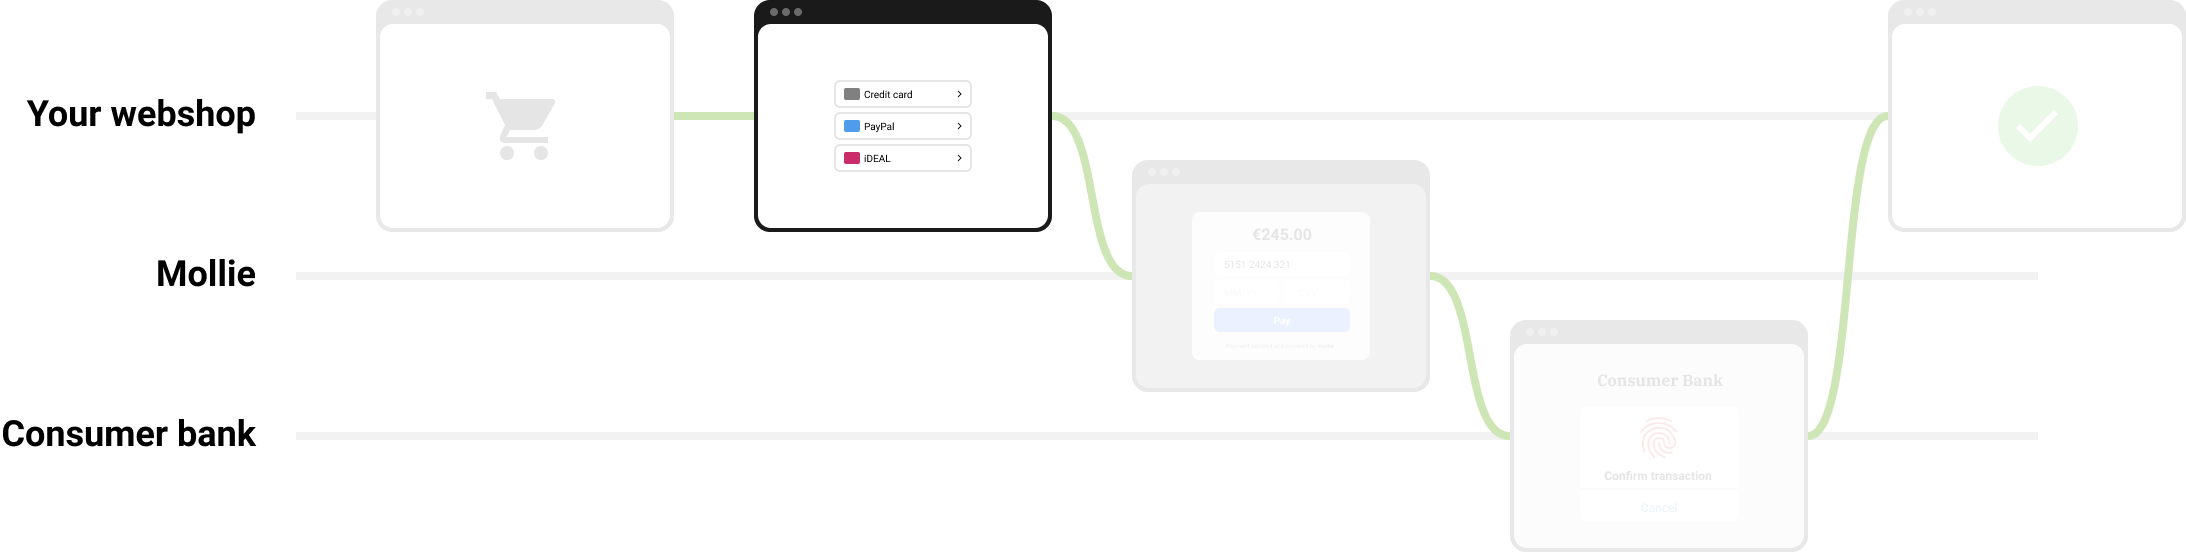 Your webshop
Credit card
PayPal
iDEAL
Mollie
€245.00
5151 2424 321
Pay
Consumer bank
Consumer Bank
Confirm transaction
Cancel